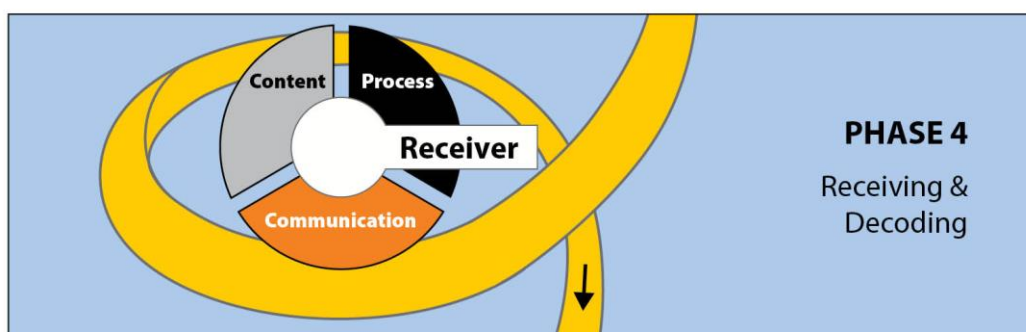 Content
Process
Receiver
Communication
PHASE 4
Receiving &
Decoding